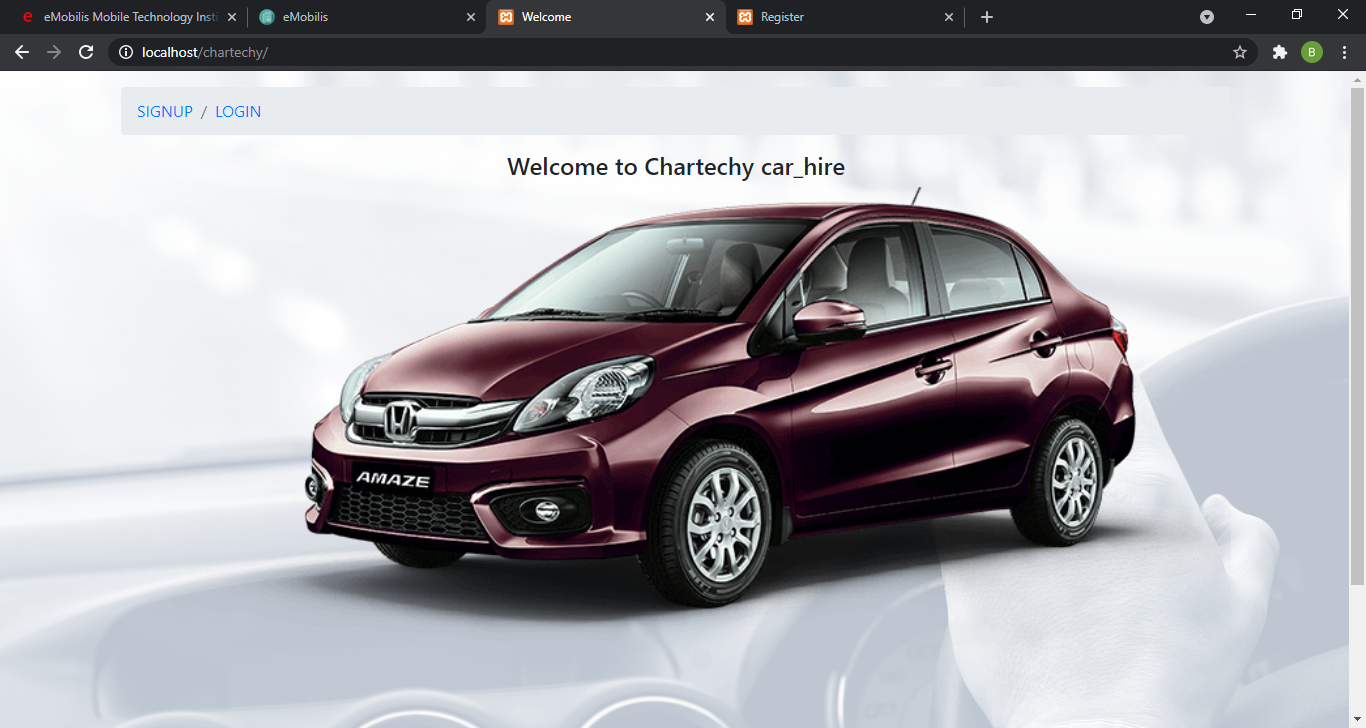 eMobilis Mobile Technology Insti
eMobilis
Welcome
Register
localhost/chartechy/
B
SIGNUP / LOGIN
Welcome to Chartechy car_hire
AMAZE